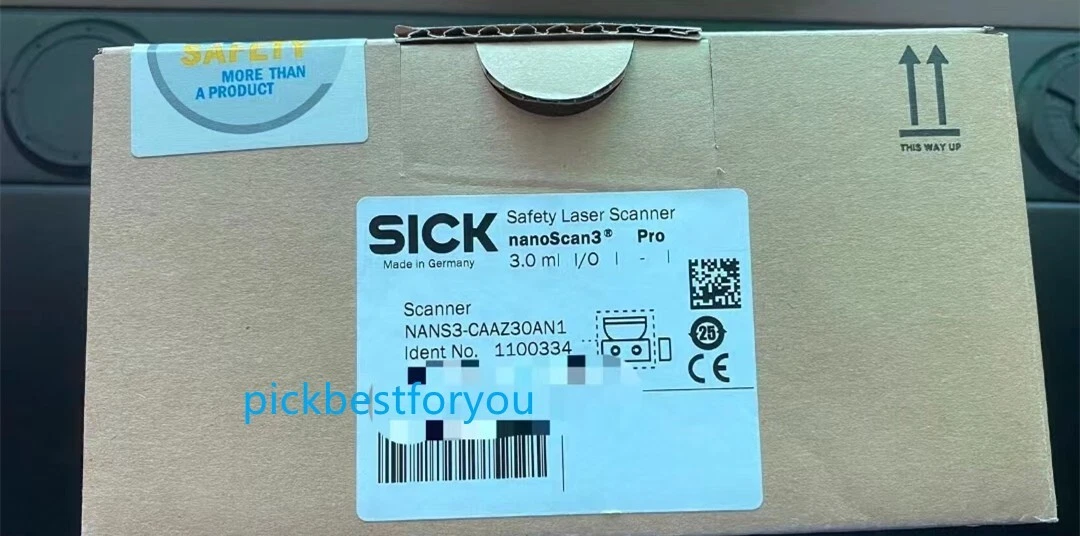 SAFETY
MORE THAN
A PRODUCT
THIS WAY UP
SICK
Made in Germany
Safety Laser Scanner
nanoScan3® Pro
3.0 m| I/O | - |
Scanner
NANS3-CAAZ30AN1
Ident No. 1100334
25
CE
pickbestforyou